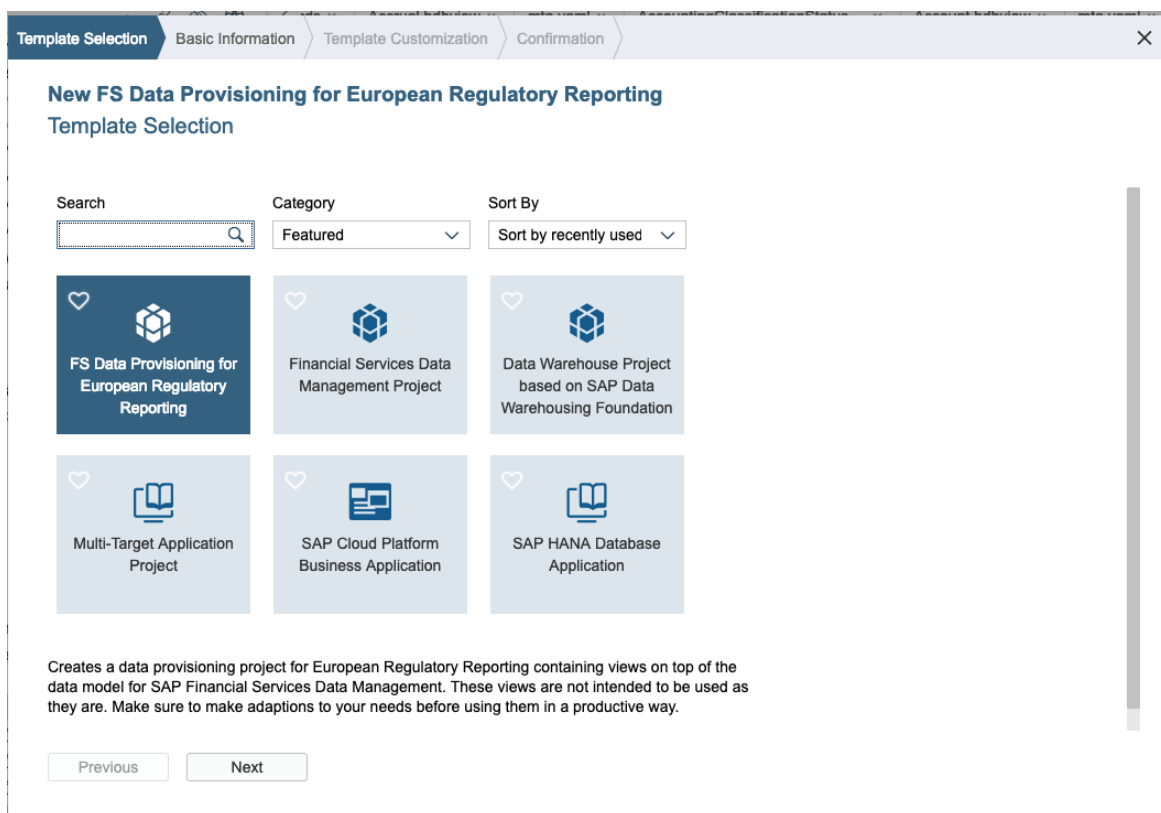 Template Selection
Basic Information
Template Customization
Confirmation
New FS Data Provisioning for European Regulatory Reporting
Template Selection
Search
Category
Sort By
Featured
Sort by recently used
FS Data Provisioning for
European Regulatory
Reporting
Financial Services Data
Management Project
Data Warehouse Project
based on SAP Data
Warehousing Foundation
Multi-Target Application
Project
SAP Cloud Platform
Business Application
SAP HANA Database
Application
Creates a data provisioning project for European Regulatory Reporting containing views on top of the
data model for SAP Financial Services Data Management. These views are not intended to be used as
they are. Make sure to make adaptions to your needs before using them in a productive way.
Previous
Next